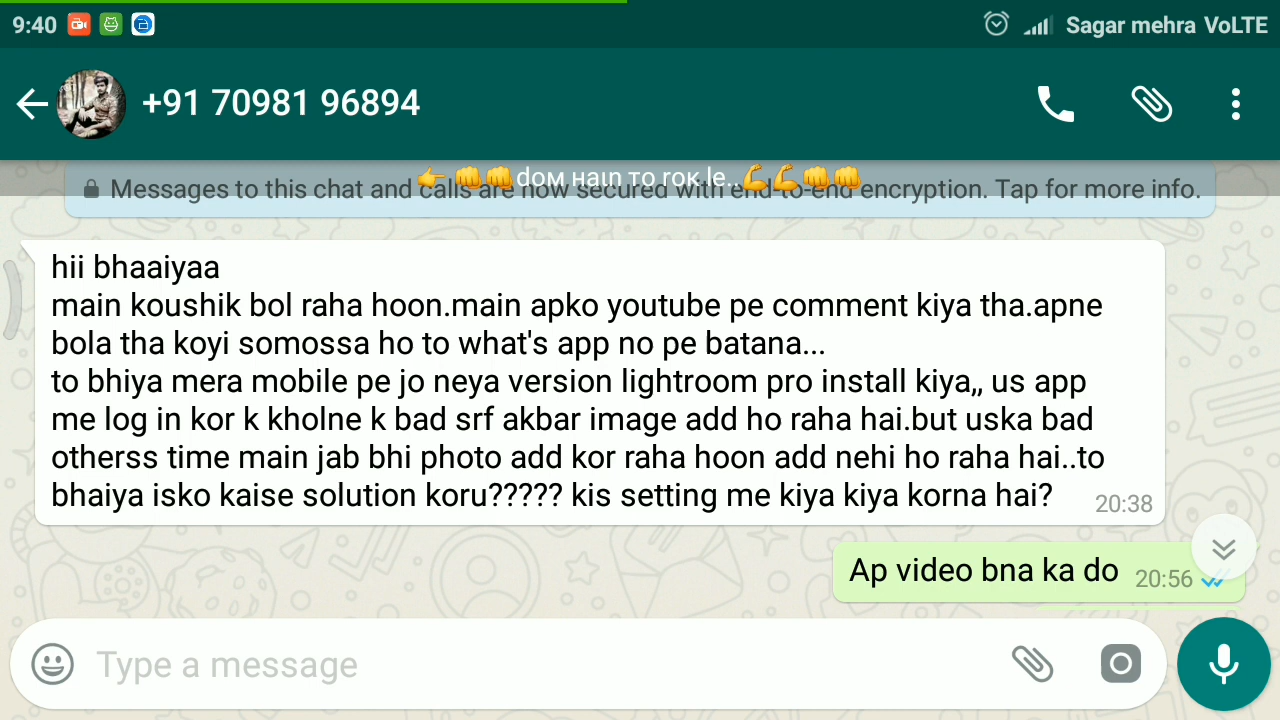 9:40
Sagar mehra VoLTE
+91 70981 96894
👉 👊👊doм нaιn тo roĸ.le..💪💪👊👊
Messages to this chat and calls are now secured with end-to-end encryption. Tap for more info.
hii bhaaiyaa
main koushik bol raha hoon.main apko youtube pe comment kiya tha.apne
bola tha koyi somossa ho to what's app no pe batana...
to bhiya mera mobile pe jo neya version lightroom pro install kiya,, us app
me log in kor k kholne k bad srf akbar image add ho raha hai.but uska bad
otherss time main jab bhi photo add kor raha hoon add nehi ho raha hai..to
bhaiya isko kaise solution koru????? kis setting me kiya kiya korna hai?
20:38
Ap video bna ka do
20:56
Type a message